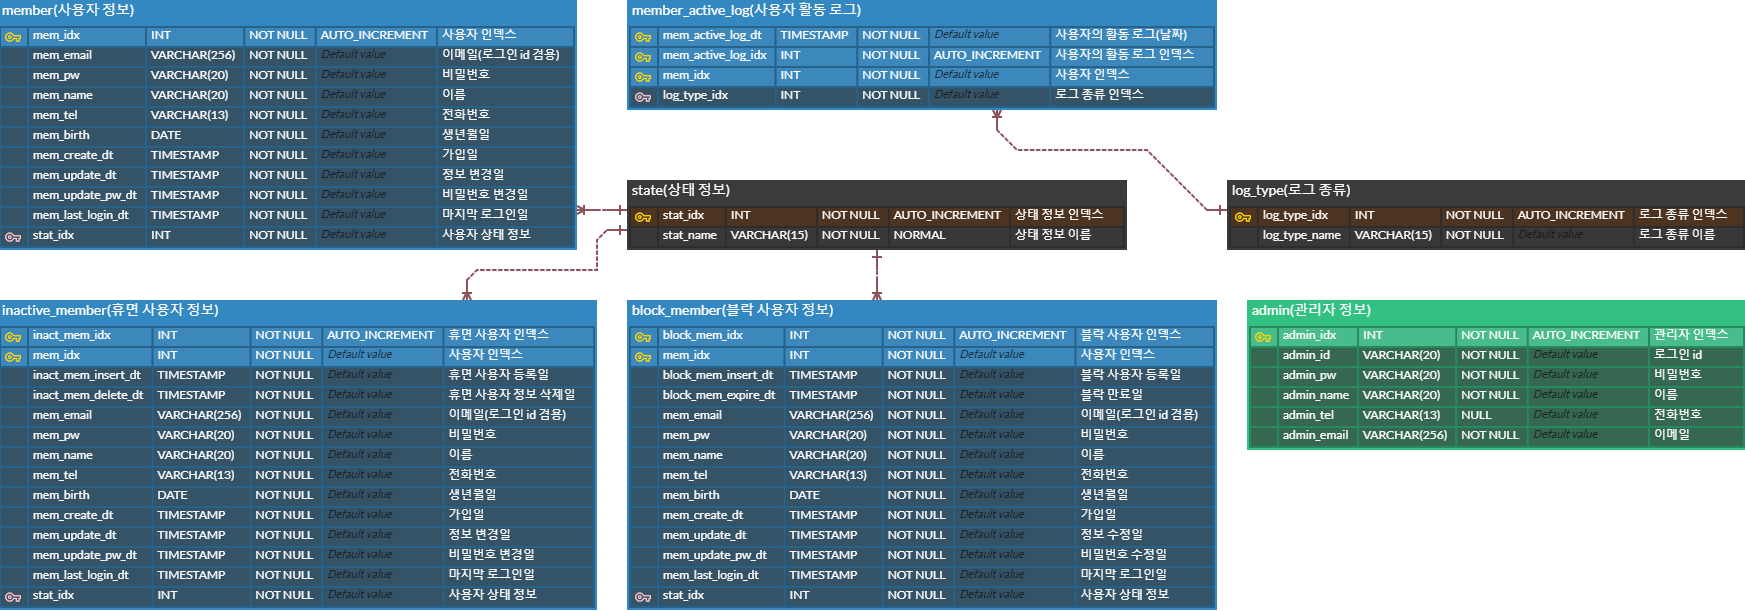 member(사용자 정보)
mem_idx INT NOT NULL AUTO_INCREMENT 사용자 인덱스
mem_email VARCHAR(256) NOT NULL Default value 이메일(로그인 id 겸용)
mem_pw VARCHAR(20) NOT NULL Default value 비밀번호
mem_name VARCHAR(20) NOT NULL Default value 이름
mem_tel VARCHAR(13) NOT NULL Default value 전화번호
mem_birth DATE NOT NULL Default value 생년월일
mem_create_dt TIMESTAMP NOT NULL Default value 가입일
mem_update_dt TIMESTAMP NOT NULL Default value 정보 변경일
mem_update_pw_dt TIMESTAMP NOT NULL Default value 비밀번호 변경일
mem_last_login_dt TIMESTAMP NOT NULL Default value 마지막 로그인일
stat_idx INT NOT NULL Default value 사용자 상태 정보
member_active_log(사용자 활동 로그)
mem_active_log_dt TIMESTAMP NOT NULL Default value 사용자의 활동 로그(날짜)
mem_active_log_idx INT NOT NULL AUTO_INCREMENT 사용자의 활동 로그 인덱스
mem_idx INT NOT NULL Default value 사용자 인덱스
log_type_idx INT NOT NULL Default value 로그 종류 인덱스
state(상태 정보)
stat_idx INT NOT NULL AUTO_INCREMENT 상태 정보 인덱스
stat_name VARCHAR(15) NOT NULL NORMAL 상태 정보 이름
log_type(로그 종류)
log_type_idx INT NOT NULL AUTO_INCREMENT 로그 종류 인덱스
log_type_name VARCHAR(15) NOT NULL Default value 로그 종류 이름
inactive_member(휴면 사용자 정보)
inact_mem_idx INT NOT NULL AUTO_INCREMENT 휴면 사용자 인덱스
mem_idx INT NOT NULL Default value 사용자 인덱스
inact_mem_insert_dt TIMESTAMP NOT NULL Default value 휴면 사용자 등록일
inact_mem_delete_dt TIMESTAMP NOT NULL Default value 휴면 사용자 정보 삭제일
mem_email VARCHAR(256) NOT NULL Default value 이메일(로그인 id 겸용)
mem_pw VARCHAR(20) NOT NULL Default value 비밀번호
mem_name VARCHAR(20) NOT NULL Default value 이름
mem_tel VARCHAR(13) NOT NULL Default value 전화번호
mem_birth DATE NOT NULL Default value 생년월일
mem_create_dt TIMESTAMP NOT NULL Default value 가입일
mem_update_dt TIMESTAMP NOT NULL Default value 정보 변경일
mem_update_pw_dt TIMESTAMP NOT NULL Default value 비밀번호 변경일
mem_last_login_dt TIMESTAMP NOT NULL Default value 마지막 로그인일
stat_idx INT NOT NULL Default value 사용자 상태 정보
block_member(블락 사용자 정보)
block_mem_idx INT NOT NULL AUTO_INCREMENT 블락 사용자 인덱스
mem_idx INT NOT NULL Default value 사용자 인덱스
block_mem_insert_dt TIMESTAMP NOT NULL Default value 블락 사용자 등록일
block_mem_expire_dt TIMESTAMP NOT NULL Default value 블락 만료일
mem_email VARCHAR(256) NOT NULL Default value 이메일(로그인 id 겸용)
mem_pw VARCHAR(20) NOT NULL Default value 비밀번호
mem_name VARCHAR(20) NOT NULL Default value 이름
mem_tel VARCHAR(13) NOT NULL Default value 전화번호
mem_birth DATE NOT NULL Default value 생년월일
mem_create_dt TIMESTAMP NOT NULL Default value 가입일
mem_update_dt TIMESTAMP NOT NULL Default value 정보 수정일
mem_update_pw_dt TIMESTAMP NOT NULL Default value 비밀번호 수정일
mem_last_login_dt TIMESTAMP NOT NULL Default value 마지막 로그인일
stat_idx INT NOT NULL Default value 사용자 상태 정보
admin(관리자 정보)
admin_idx INT NOT NULL AUTO_INCREMENT 관리자 인덱스
admin_id VARCHAR(20) NOT NULL Default value 로그인 id
admin_pw VARCHAR(20) NOT NULL Default value 비밀번호
admin_name VARCHAR(20) NOT NULL Default value 이름
admin_tel VARCHAR(13) NULL Default value 전화번호
admin_email VARCHAR(256) NOT NULL Default value 이메일